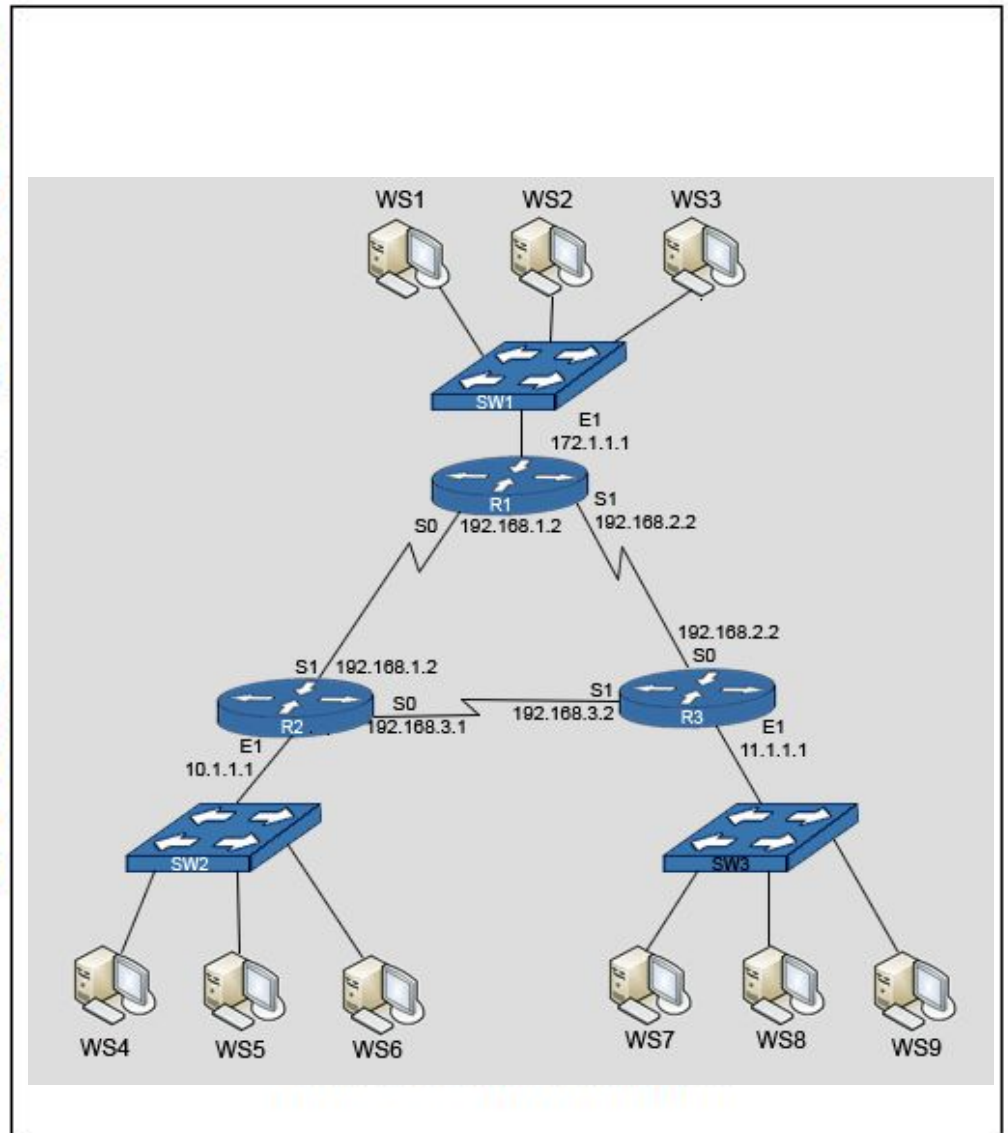 WS1 WS2 WS3
SW1
E1
172.1.1.1
R1
S1
S0 192.168.1.2 192.168.2.2
192.168.2.2
S0
S1 192.168.1.2
S0 S1
R2 192.168.3.1 192.168.3.2 R3
E1 E1
10.1.1.1 11.1.1.1
SW2 SW3
WS4 WS5 WS6 WS7 WS8 WS9